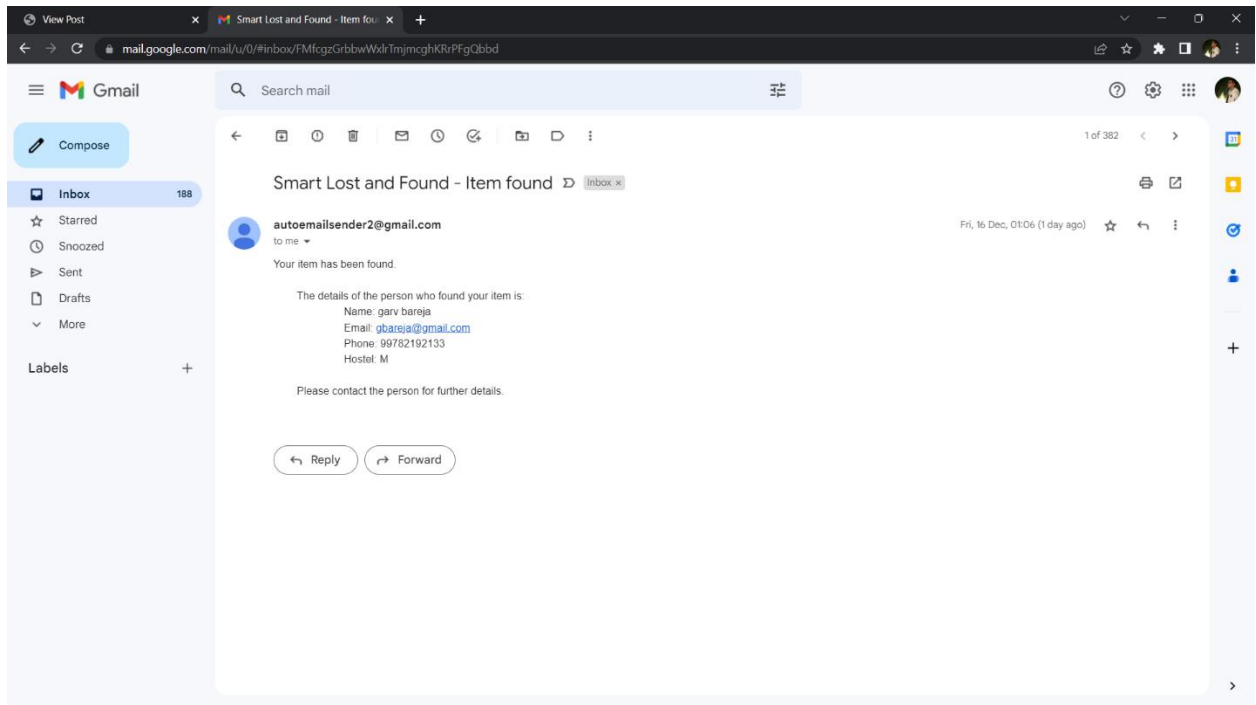 View Post
Smart Lost and Found - Item fou
mail.google.com/mail/u/0/#inbox/FMfcgzGrbbwWxlrTmjmcghKRrPFgQbbd
Gmail
Search mail
Compose
1 of 382
Inbox 188
Starred
Snoozed
Sent
Drafts
More
Labels
Smart Lost and Found - Item found Inbox ×
autoemailsender2@gmail.com Fri, 16 Dec, 01:06 (1 day ago)
to me
Your item has been found.
The details of the person who found your item is:
Name: garv bareja
Email: gbareja@gmail.com
Phone: 99782192133
Hostel: M
Please contact the person for further details.
Reply Forward
31